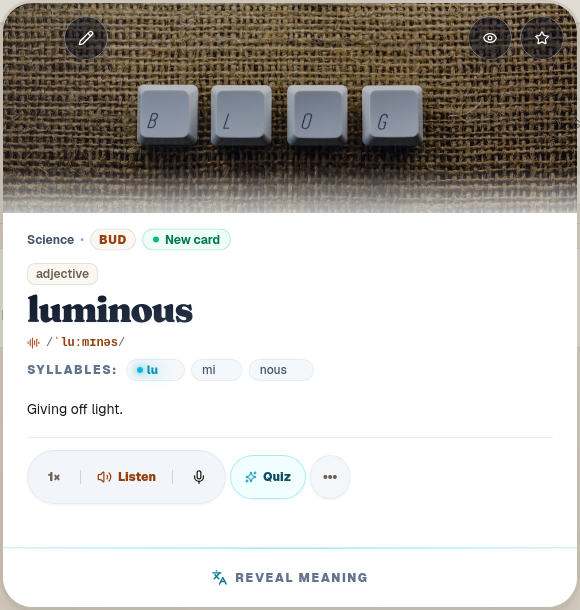 B L O G
Science · BUD New card
adjective
luminous
/ˈluːmɪnəs/
SYLLABLES: lu mi nous
Giving off light.
1× Listen Quiz •••
REVEAL MEANING